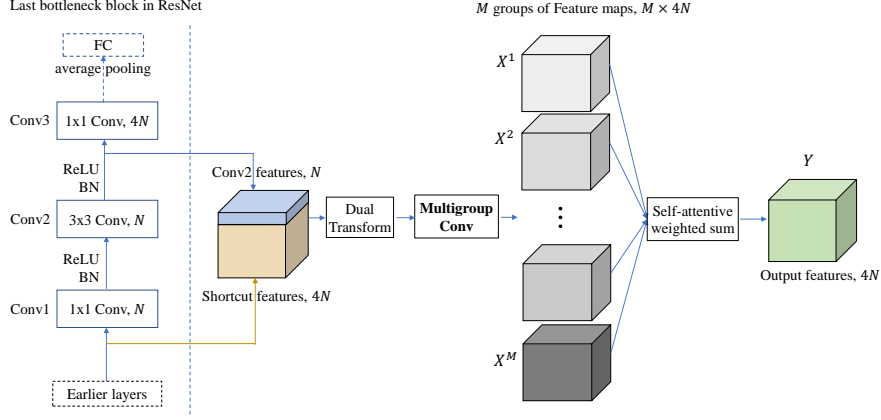 Last bottleneck block in ResNet
M groups of Feature maps, M × 4N
FC
average pooling
Conv3
1x1 Conv, 4N
ReLU
BN
Conv2
3x3 Conv, N
ReLU
BN
Conv1
1x1 Conv, N
Earlier layers
Conv2 features, N
Shortcut features, 4N
Dual
Transform
Multigroup
Conv
X¹
X²
⋮
Xᴹ
Self-attentive
weighted sum
Y
Output features, 4N